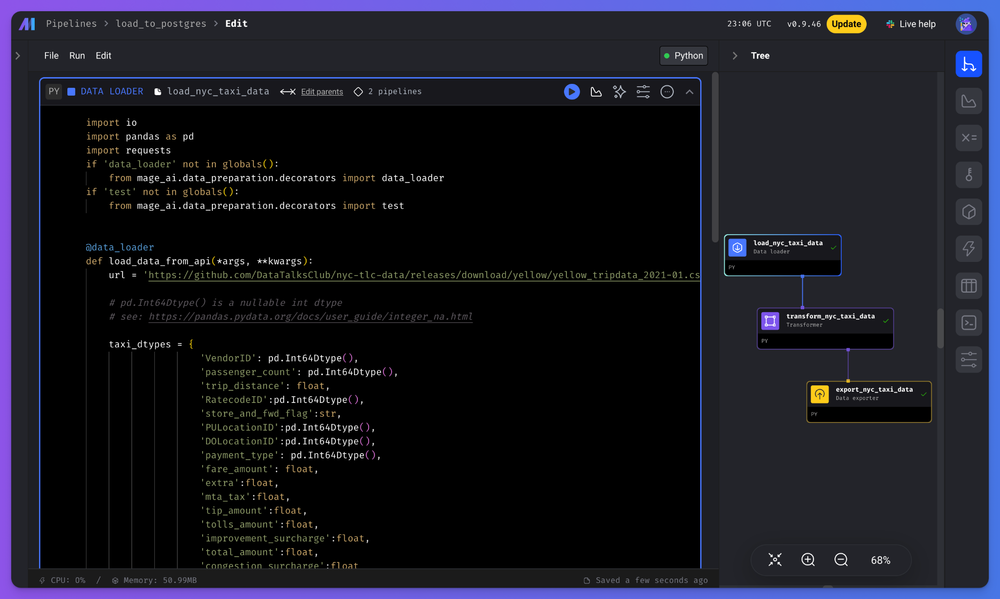 Pipelines > load_to_postgres > Edit
23:06 UTC v0.9.46 Update Live help
File Run Edit
Python
Tree
PY DATA LOADER load_nyc_taxi_data Edit parents 2 pipelines
import io
import pandas as pd
import requests
if 'data_loader' not in globals():
    from mage_ai.data_preparation.decorators import data_loader
if 'test' not in globals():
    from mage_ai.data_preparation.decorators import test
@data_loader
def load_data_from_api(*args, **kwargs):
    url = 'https://github.com/DataTalksClub/nyc-tlc-data/releases/download/yellow/yellow_tripdata_2021-01.cs
    # pd.Int64Dtype() is a nullable int dtype
    # see: https://pandas.pydata.org/docs/user_guide/integer_na.html
    taxi_dtypes = {
                    'VendorID': pd.Int64Dtype(),
                    'passenger_count': pd.Int64Dtype(),
                    'trip_distance': float,
                    'RatecodeID':pd.Int64Dtype(),
                    'store_and_fwd_flag':str,
                    'PULocationID':pd.Int64Dtype(),
                    'DOLocationID':pd.Int64Dtype(),
                    'payment_type': pd.Int64Dtype(),
                    'fare_amount': float,
                    'extra':float,
                    'mta_tax':float,
                    'tip_amount':float,
                    'tolls_amount':float,
                    'improvement_surcharge':float,
                    'total_amount':float,
                    'congestion_surcharge':float
load_nyc_taxi_data
Data loader
PY
transform_nyc_taxi_data
Transformer
PY
export_nyc_taxi_data
Data exporter
PY
68%
CPU: 0% / Memory: 50.99MB
Saved a few seconds ago